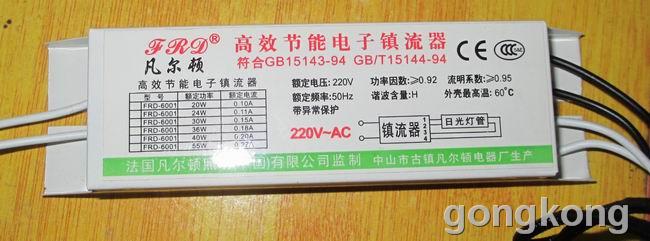 FRD®
凡尔顿
高效节能电子镇流器
型号 额定功率 额定电流
FRD-6001 20W 0.10A
FRD-6001 24W 0.11A
FRD-6001 30W 0.15A
FRD-6001 36W 0.18A
FRD-6001 40W 0.20A
FRD-6001 55W 0.27A
高效节能电子镇流器
符合GB15143-94 GB/T15144-94
CCC
额定电压: 220V 功率因数: ≥0.92 流明系数: ≥0.95
额定频率: 50Hz 谐波含量: H 外壳最高温: 60℃
带异常保护
220V~AC
镇流器
1
2
3
4
日光灯管
法国凡尔顿照 有限公司监制 中山市古镇凡尔顿电器厂生产
gongkong